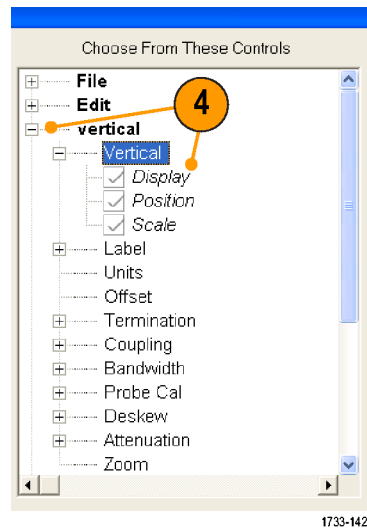 Choose From These Controls
File
Edit
4
vertical
Vertical
Display
Position
Scale
Label
Units
Offset
Termination
Coupling
Bandwidth
Probe Cal
Deskew
Attenuation
Zoom
1733-142